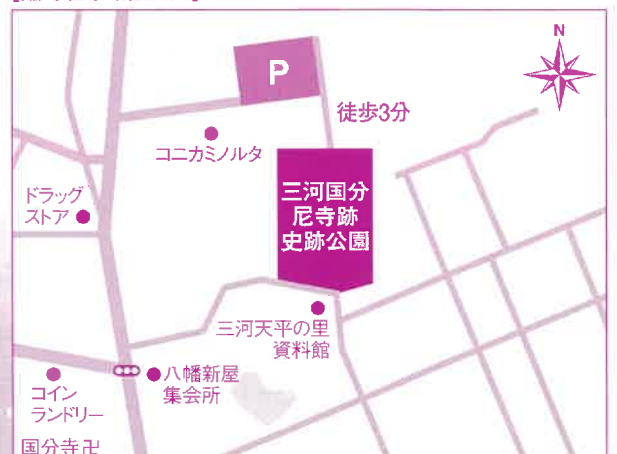 N
P
徒歩3分
コニカミノルタ
三河国分
尼寺跡
史跡公園
ドラッグ
ストア
三河天平の里
資料館
八幡新屋
集会所
コイン
ランドリー
国分寺卍